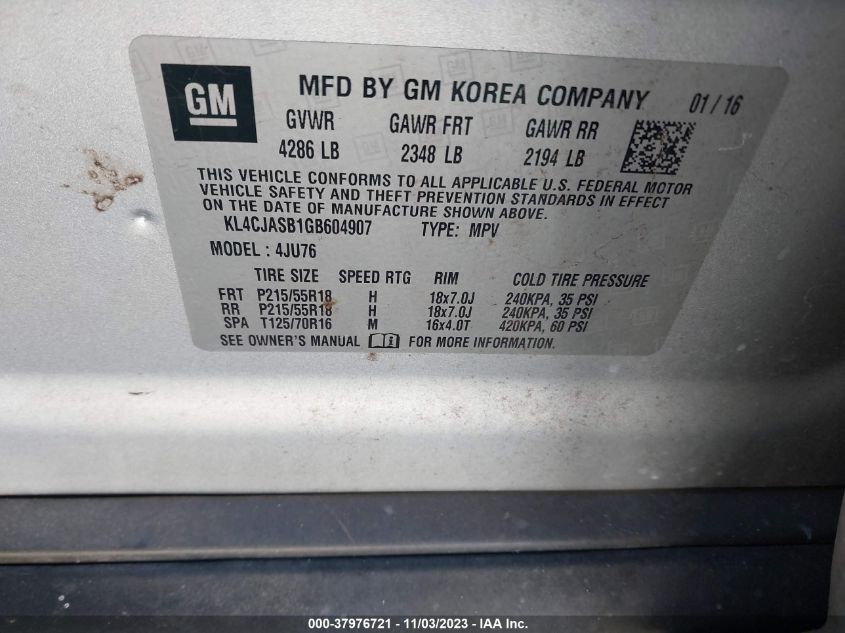 GM
MFD BY GM KOREA COMPANY 01/16
GVWR GAWR FRT GAWR RR
4286 LB 2348 LB 2194 LB
THIS VEHICLE CONFORMS TO ALL APPLICABLE U.S. FEDERAL MOTOR
VEHICLE SAFETY AND THEFT PREVENTION STANDARDS IN EFFECT
ON THE DATE OF MANUFACTURE SHOWN ABOVE.
KL4CJASB1GB604907 TYPE: MPV
MODEL : 4JU76
TIRE SIZE SPEED RTG RIM COLD TIRE PRESSURE
FRT P215/55R18 H 18x7.0J 240KPA, 35 PSI
RR P215/55R18 H 18x7.0J 240KPA, 35 PSI
SPA T125/70R16 M 16x4.0T 420KPA, 60 PSI
SEE OWNER'S MANUAL FOR MORE INFORMATION.
000-37976721 - 11/03/2023 - IAA Inc.